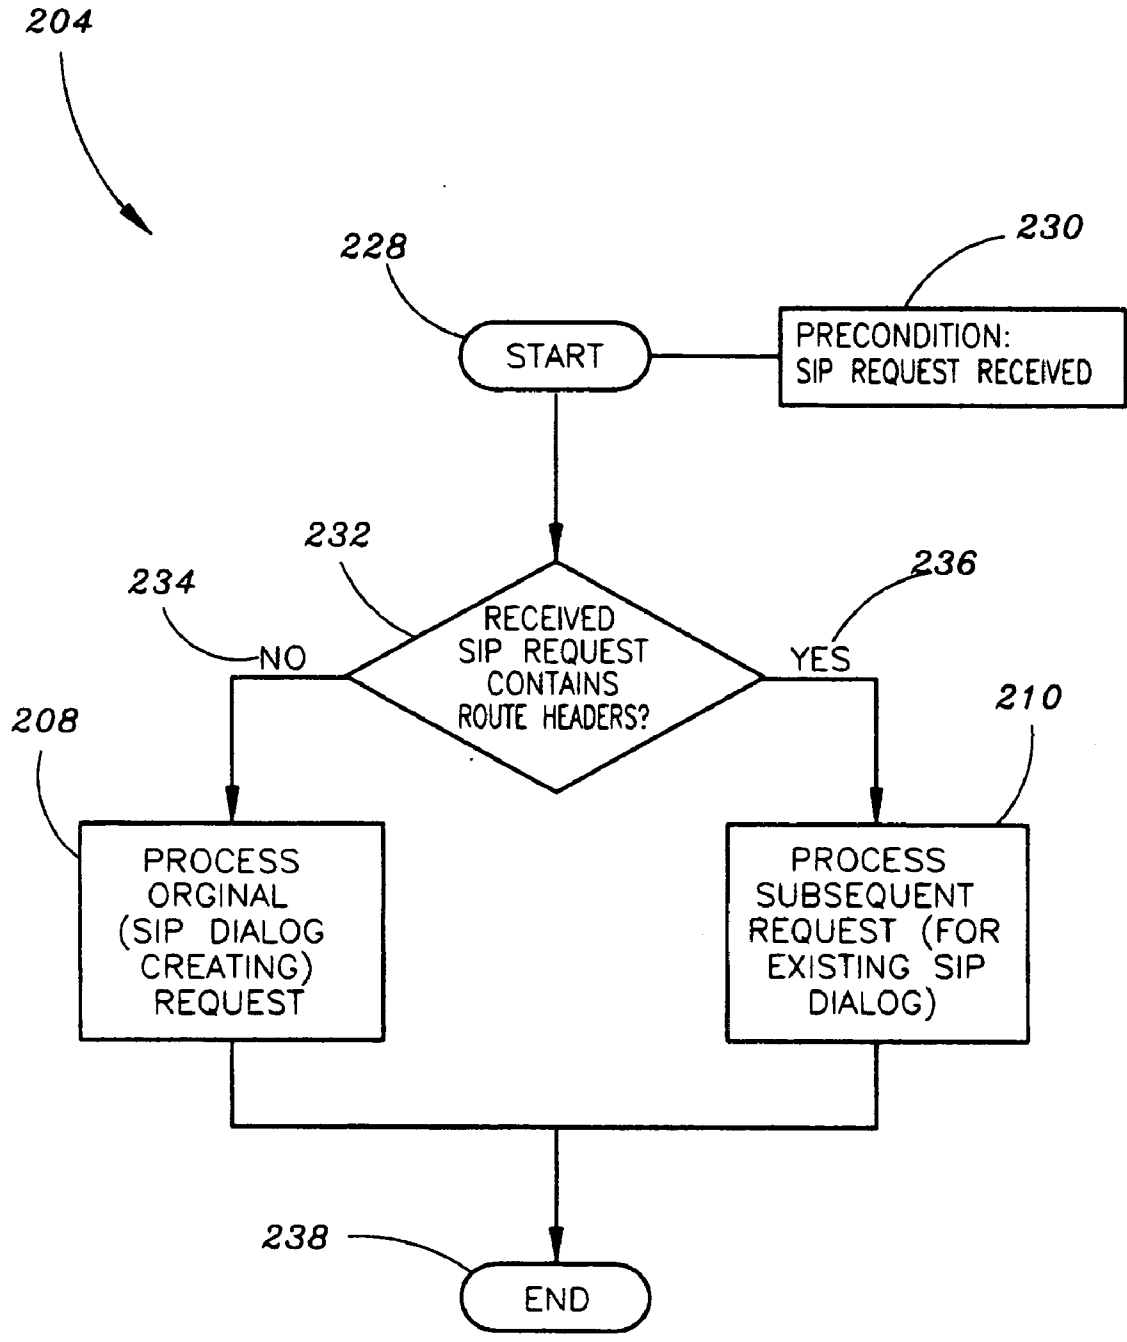 204
228
230
START
PRECONDITION:
SIP REQUEST RECEIVED
232
234
236
NO
RECEIVED
SIP REQUEST
CONTAINS
ROUTE HEADERS?
YES
208
210
PROCESS
ORGINAL
(SIP DIALOG
CREATING)
REQUEST
PROCESS
SUBSEQUENT
REQUEST (FOR
EXISTING SIP
DIALOG)
238
END